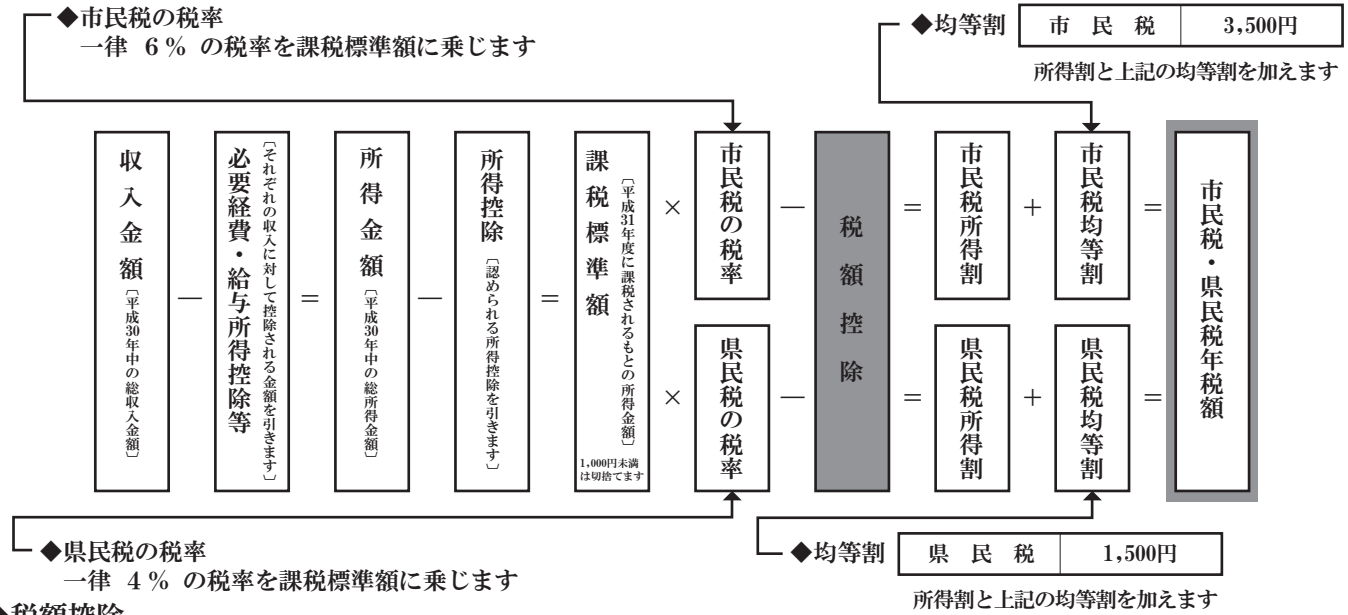 ◆市民税の税率
一律 6% の税率を課税標準額に乗じます
◆均等割
市民税
3,500円
所得割と上記の均等割を加えます
収入金額〔平成30年中の総収入金額〕
−
〔それぞれの収入に対して控除される金額を引きます〕
必要経費・給与所得控除等
=
所得金額〔平成30年中の総所得金額〕
−
所得控除〔認められる所得控除を引きます〕
=
課税標準額
〔平成31年度に課税されるもとの所得金額〕
1,000円未満
は切捨てます
×
市民税の税率
−
税額控除
=
市民税所得割
+
市民税均等割
=
市民税・県民税年税額
×
県民税の税率
−
=
県民税所得割
+
県民税均等割
=
◆県民税の税率
一律 4% の税率を課税標準額に乗じます
◆均等割
県民税
1,500円
所得割と上記の均等割を加えます
◆税額控除